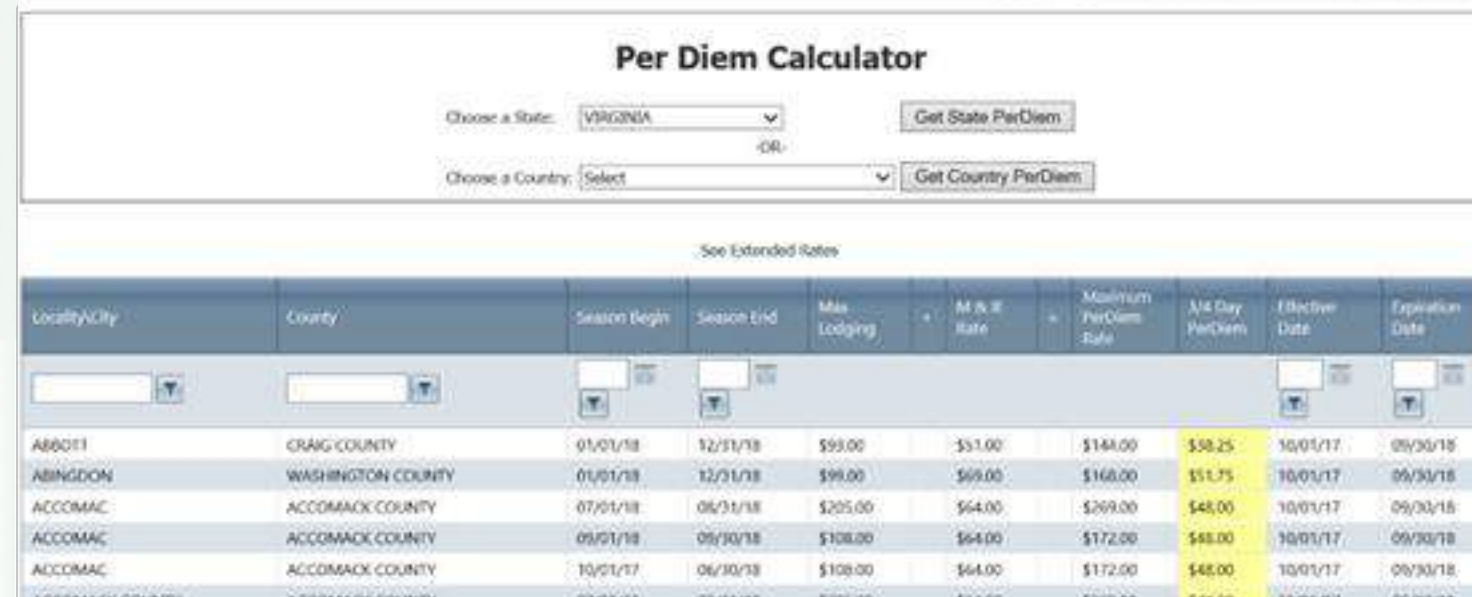 Per Diem Calculator
Choose a State: VIRGINIA Get State PerDiem
-OR-
Choose a Country: Select Get Country PerDiem
See Extended Rates
Locality\City County Season Begin Season End Max Lodging + M & IE Rate = Maximum PerDiem Rate 3/4 Day PerDiem Effective Date Expiration Date
ABBOTT CRAIG COUNTY 01/01/18 12/31/18 $93.00 $51.00 $144.00 $38.25 10/01/17 09/30/18
ABINGDON WASHINGTON COUNTY 01/01/18 12/31/18 $99.00 $69.00 $168.00 $51.75 10/01/17 09/30/18
ACCOMAC ACCOMACK COUNTY 07/01/18 08/31/18 $205.00 $64.00 $269.00 $48.00 10/01/17 09/30/18
ACCOMAC ACCOMACK COUNTY 09/01/18 09/30/18 $108.00 $64.00 $172.00 $48.00 10/01/17 09/30/18
ACCOMAC ACCOMACK COUNTY 10/01/17 06/30/18 $108.00 $64.00 $172.00 $48.00 10/01/17 09/30/18